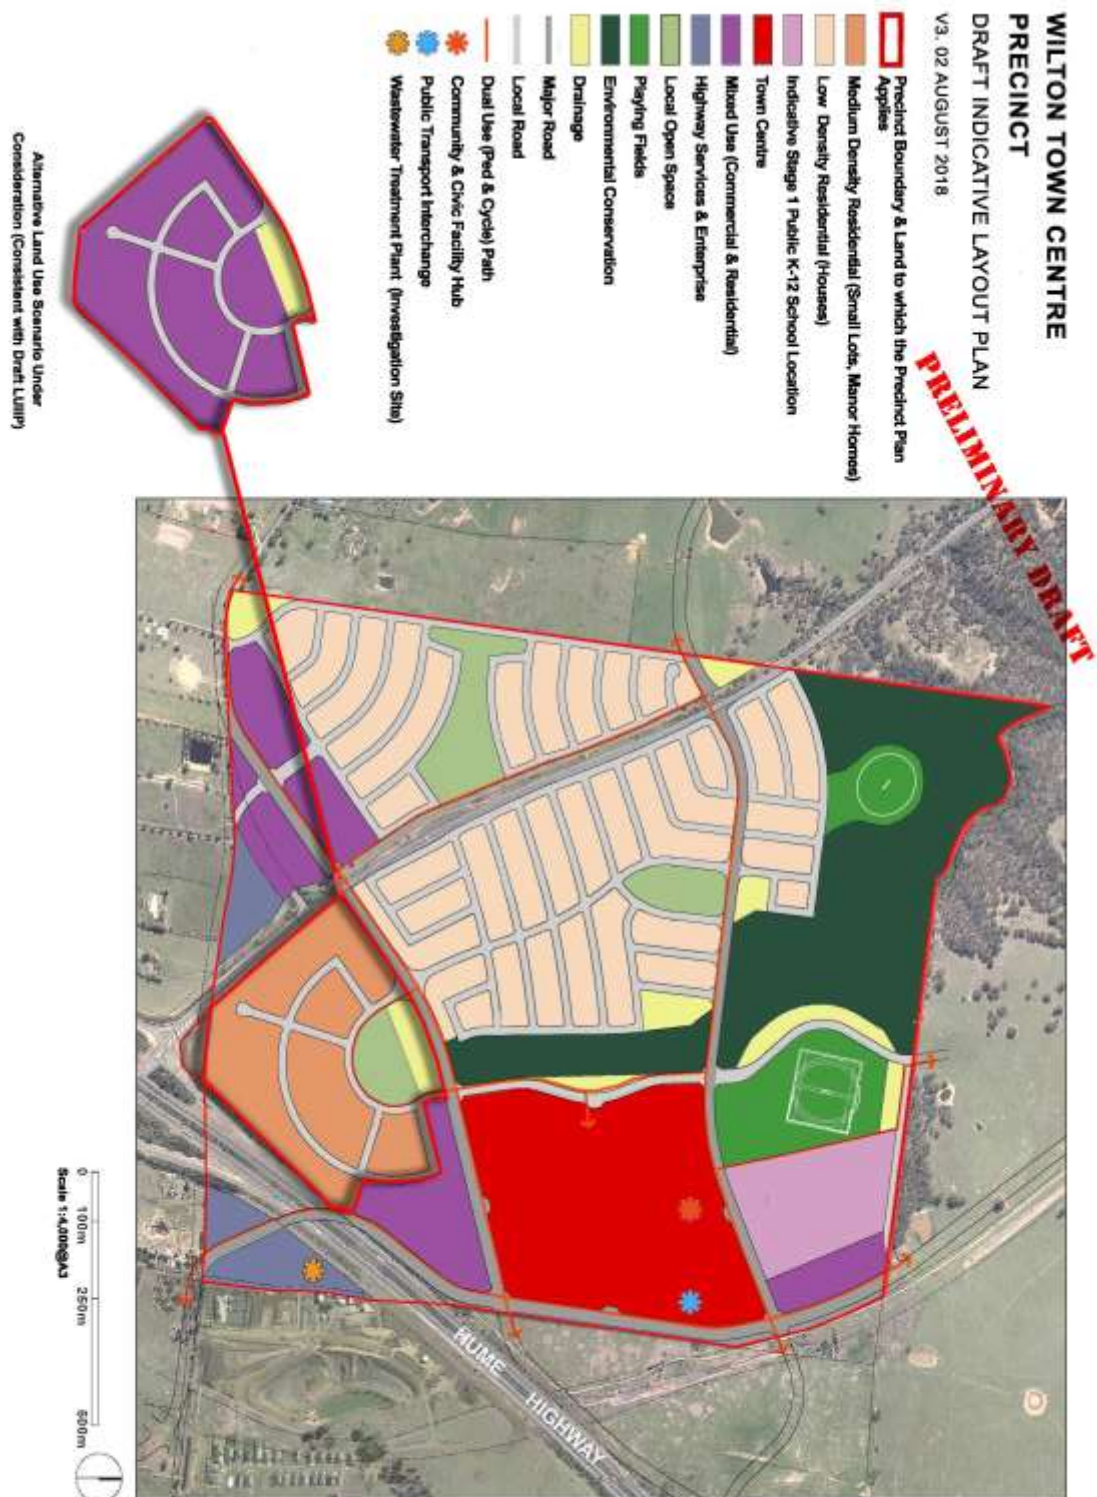 WILTON TOWN CENTRE
PRECINCT
DRAFT INDICATIVE LAYOUT PLAN
V3. 02 AUGUST 2018
PRELIMINARY DRAFT
Precinct Boundary & Land to which the Precinct Plan
Applies
Medium Density Residential (Small Lots, Manor Homes)
Low Density Residential (Houses)
Indicative Stage 1 Public K-12 School Location
Town Centre
Mixed Use (Commercial & Residential)
Highway Services & Enterprise
Local Open Space
Playing Fields
Environmental Conservation
Drainage
Major Road
Local Road
Dual Use (Ped & Cycle) Path
Community & Civic Facility Hub
Public Transport Interchange
Wastewater Treatment Plant (Investigation Site)
Alternative Land Use Scenario Under
Consideration (Consistent with Draft LUIIP)
HUME HIGHWAY
0 100m 250m 500m
Scale 1:4,000@A3